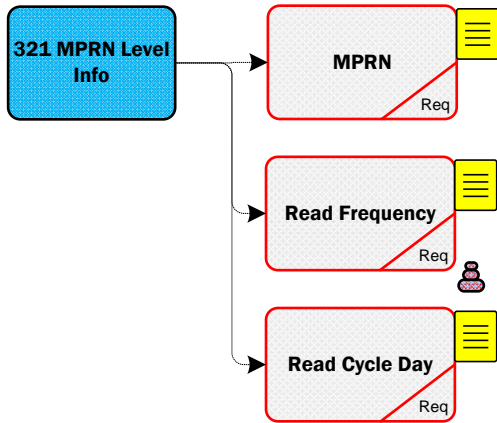 321 MPRN Level
Info
MPRN
Req
Read Frequency
Req
Read Cycle Day
Req